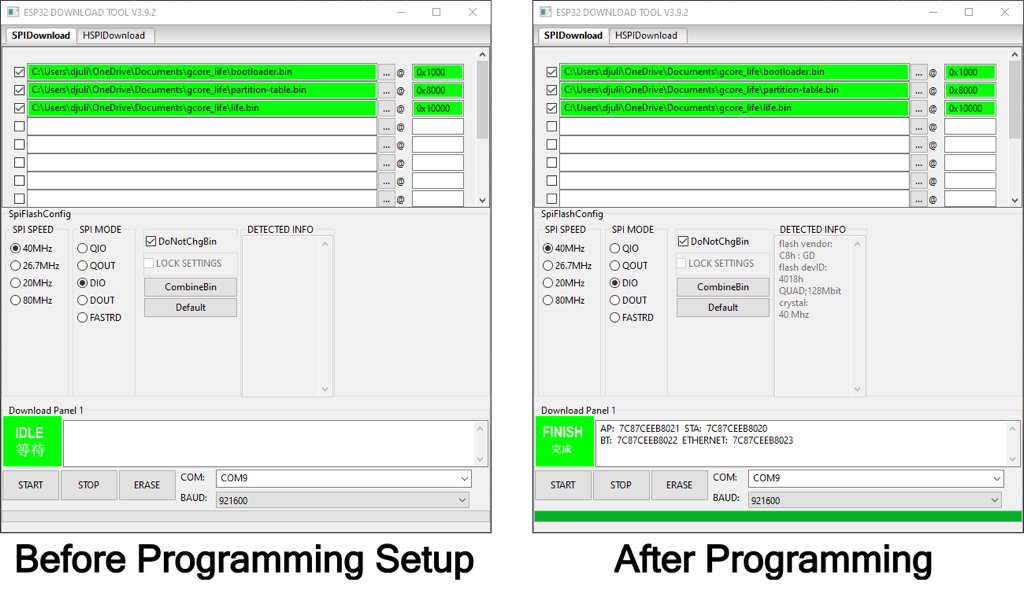 ESP32 DOWNLOAD TOOL V3.9.2
SPIDownload HSPIDownload
C:\Users\djuli\OneDrive\Documents\gcore_life\bootloader.bin ... @ 0x1000
C:\Users\djuli\OneDrive\Documents\gcore_life\partition-table.bin ... @ 0x8000
C:\Users\djuli\OneDrive\Documents\gcore_life\life.bin ... @ 0x10000
... @
... @
... @
... @
... @
SpiFlashConfig
SPI SPEED
40MHz
26.7MHz
20MHz
80MHz
SPI MODE
QIO
QOUT
DIO
DOUT
FASTRD
DoNotChgBin
LOCK SETTINGS
CombineBin
Default
DETECTED INFO
Download Panel 1
IDLE
等待
START STOP ERASE
COM: COM9
BAUD: 921600
Before Programming Setup
ESP32 DOWNLOAD TOOL V3.9.2
SPIDownload HSPIDownload
C:\Users\djuli\OneDrive\Documents\gcore_life\bootloader.bin ... @ 0x1000
C:\Users\djuli\OneDrive\Documents\gcore_life\partition-table.bin ... @ 0x8000
C:\Users\djuli\OneDrive\Documents\gcore_life\life.bin ... @ 0x10000
... @
... @
... @
... @
... @
SpiFlashConfig
SPI SPEED
40MHz
26.7MHz
20MHz
80MHz
SPI MODE
QIO
QOUT
DIO
DOUT
FASTRD
DoNotChgBin
LOCK SETTINGS
CombineBin
Default
DETECTED INFO
flash vendor:
C8h : GD
flash devID:
4018h
QUAD;128Mbit
crystal:
40 Mhz
Download Panel 1
FINISH
完成
AP: 7C87CEEB8021 STA: 7C87CEEB8020
BT: 7C87CEEB8022 ETHERNET: 7C87CEEB8023
START STOP ERASE
COM: COM9
BAUD: 921600
After Programming